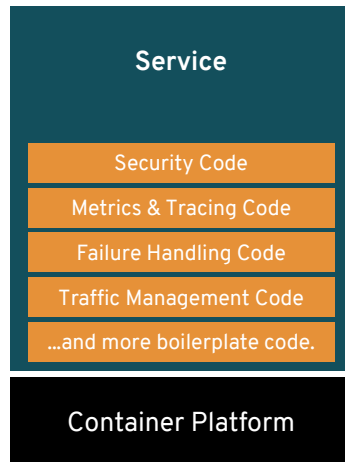 Service
Security Code
Metrics & Tracing Code
Failure Handling Code
Traffic Management Code
...and more boilerplate code.
Container Platform